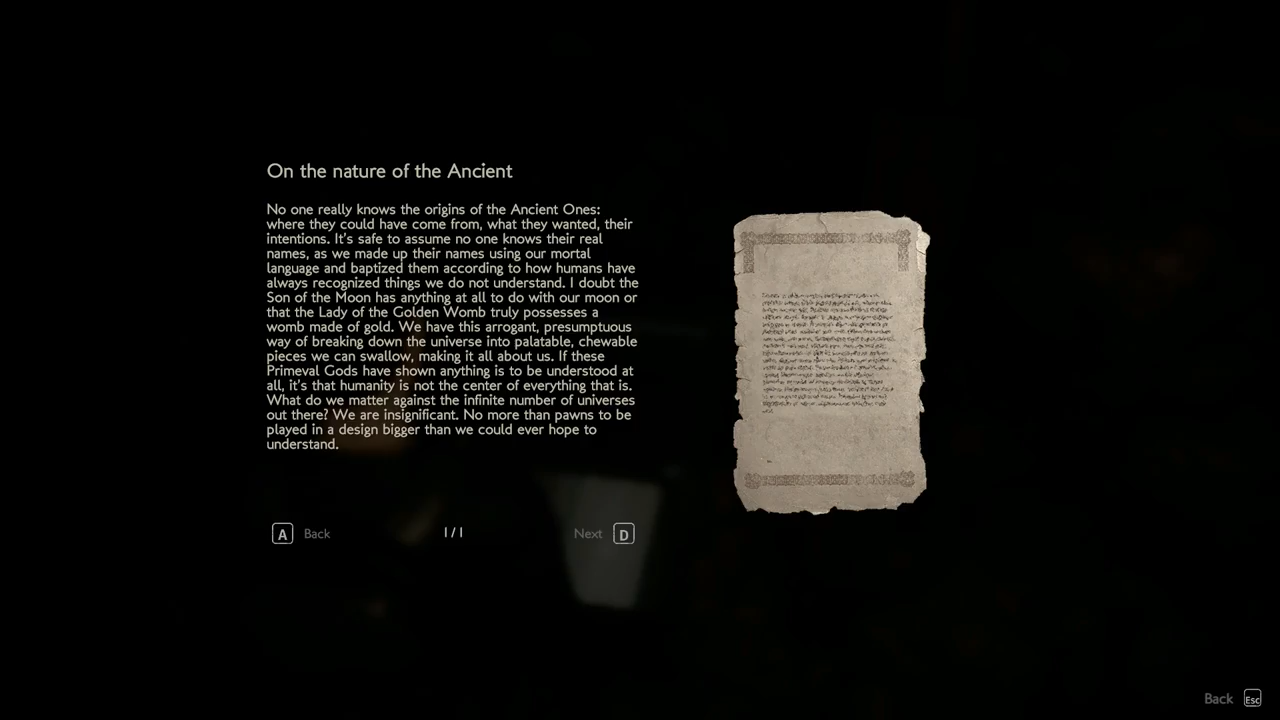 On the nature of the Ancient
No one really knows the origins of the Ancient Ones:
where they could have come from, what they wanted, their
intentions. It's safe to assume no one knows their real
names, as we made up their names using our mortal
language and baptized them according to how humans have
always recognized things we do not understand. I doubt the
Son of the Moon has anything at all to do with our moon or
that the Lady of the Golden Womb truly possesses a
womb made of gold. We have this arrogant, presumptuous
way of breaking down the universe into palatable, chewable
pieces we can swallow, making it all about us. If these
Primeval Gods have shown anything is to be understood at
all, it's that humanity is not the center of everything that is.
What do we matter against the infinite number of universes
out there? We are insignificant. No more than pawns to be
played in a design bigger than we could ever hope to
understand.
A Back 1/1 Next D
Back Esc